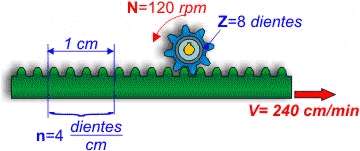 N=120 rpm
Z=8 dientes
1 cm
n=4 dientes/cm
V= 240 cm/min